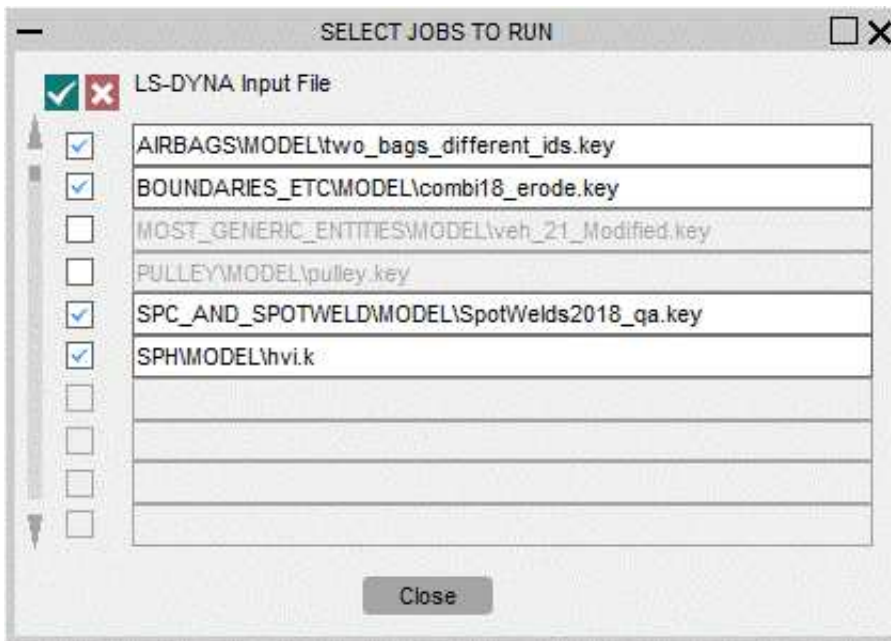 SELECT JOBS TO RUN
LS-DYNA Input File
AIRBAGS\MODEL\two_bags_different_ids.key
BOUNDARIES_ETC\MODEL\combi18_erode.key
MOST_GENERIC_ENTITIES\MODEL\veh_21_Modified.key
PULLEY\MODEL\pulley.key
SPC_AND_SPOTWELD\MODEL\SpotWelds2018_qa.key
SPH\MODEL\hvi.k
Close